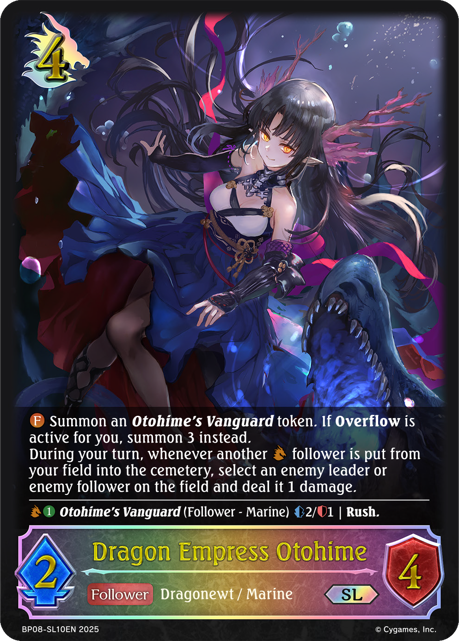 4
F Summon an Otohime's Vanguard token. If Overflow is
active for you, summon 3 instead.
During your turn, whenever another follower is put from
your field into the cemetery, select an enemy leader or
enemy follower on the field and deal it 1 damage.
1 Otohime's Vanguard (Follower - Marine) 2/1 | Rush.
Dragon Empress Otohime
2 Follower Dragonewt / Marine SL 4
BP08-SL10EN 2025 © Cygames, Inc.